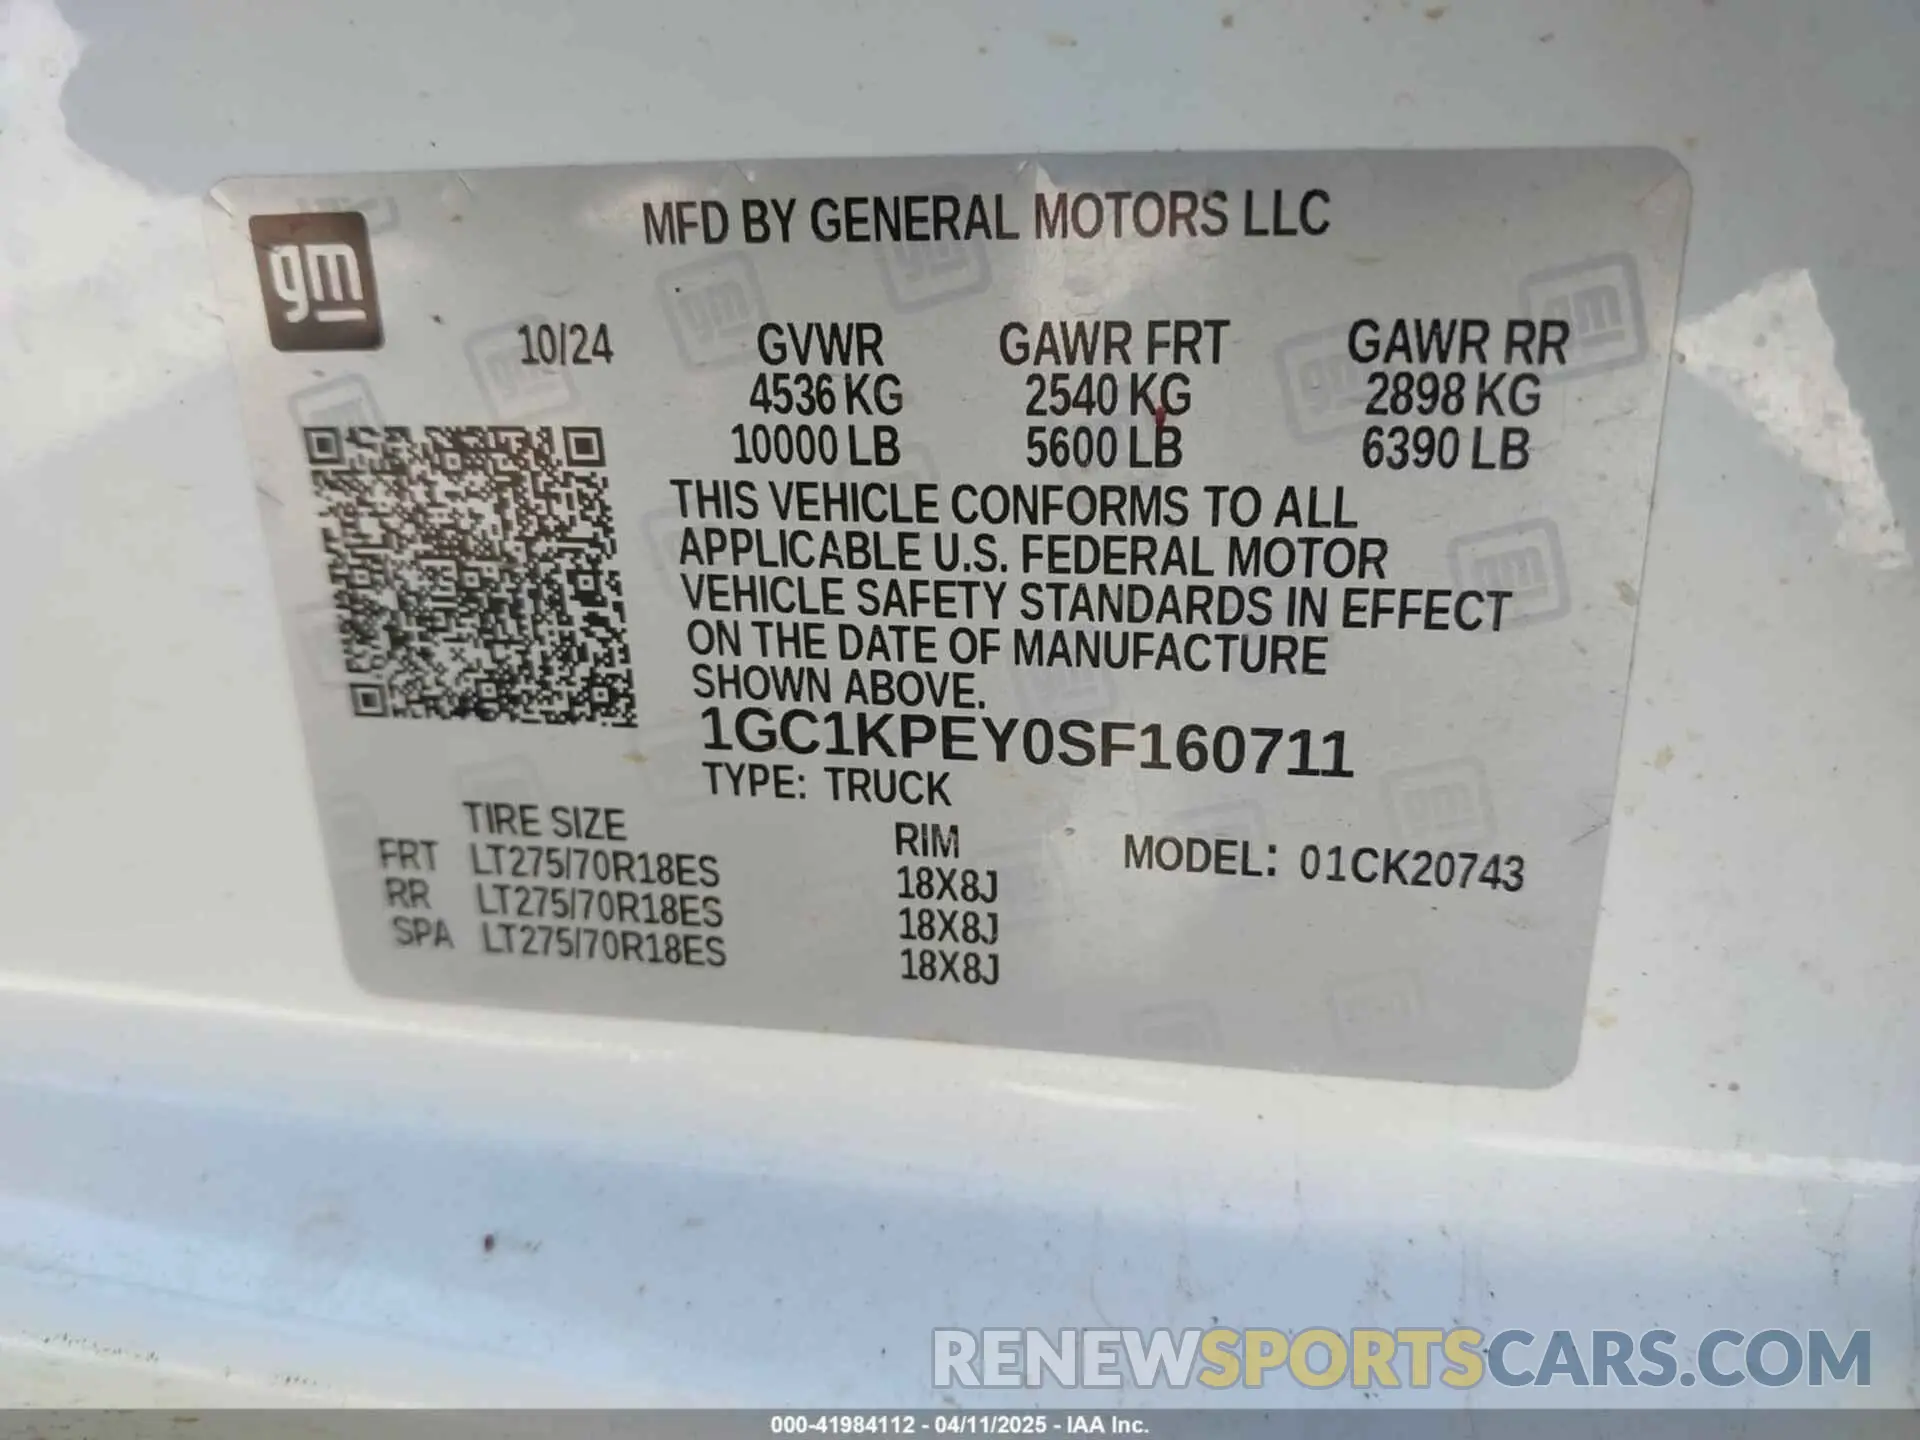 MFD BY GENERAL MOTORS LLC
gm
10/24 GVWR GAWR FRT GAWR RR
4536 KG 2540 KG 2898 KG
10000 LB 5600 LB 6390 LB
THIS VEHICLE CONFORMS TO ALL
APPLICABLE U.S. FEDERAL MOTOR
VEHICLE SAFETY STANDARDS IN EFFECT
ON THE DATE OF MANUFACTURE
SHOWN ABOVE.
1GC1KPEY0SF160711
TYPE: TRUCK
TIRE SIZE RIM MODEL: 01CK20743
FRT LT275/70R18ES 18X8J
RR LT275/70R18ES 18X8J
SPA LT275/70R18ES 18X8J
RENEWSPORTSCARS.COM
000-41984112 - 04/11/2025 - IAA Inc.